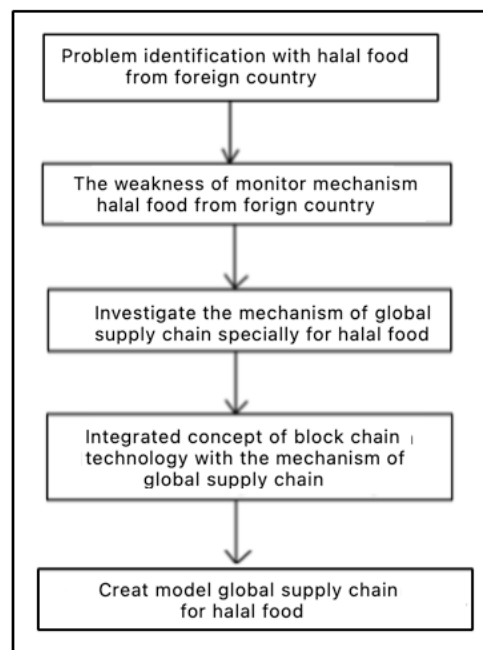 Problem identification with halal food
from foreign country
The weakness of monitor mechanism
halal food from forign country
Investigate the mechanism of global
supply chain specially for halal food
Integrated concept of block chain
technology with the mechanism of
global supply chain
Creat model global supply chain
for halal food